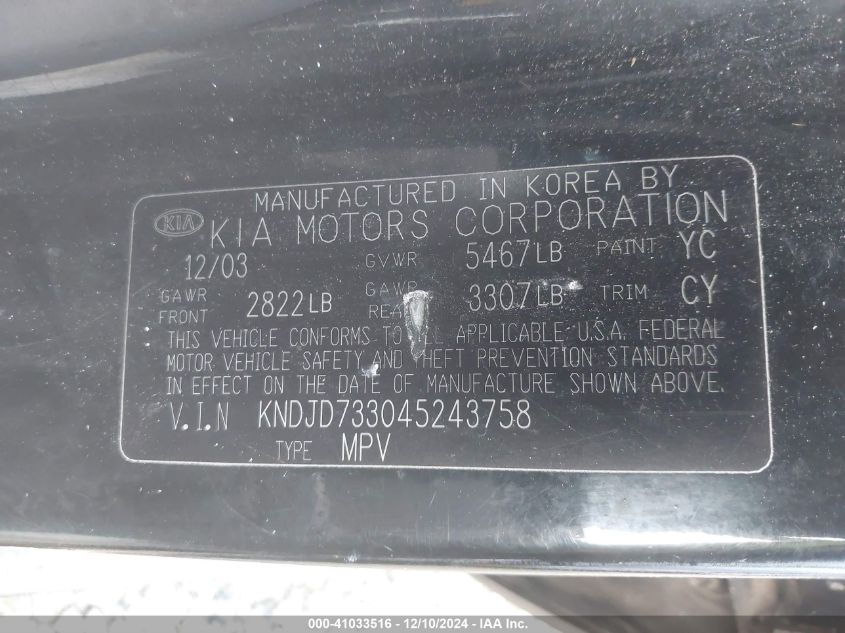 MANUFACTURED IN KOREA BY
KIA KIA MOTORS CORPORATION
12/03 GVWR 5467LB PAINT YC
GAWR FRONT 2822LB GAWR REAR 3307LB TRIM CY
THIS VEHICLE CONFORMS TO ALL APPLICABLE U.S.A. FEDERAL
MOTOR VEHICLE SAFETY AND THEFT PREVENTION STANDARDS
IN EFFECT ON THE DATE OF MANUFACTURE SHOWN ABOVE.
V.I.N KNDJD733045243758
TYPE MPV
000-41033516 - 12/10/2024 - IAA Inc.